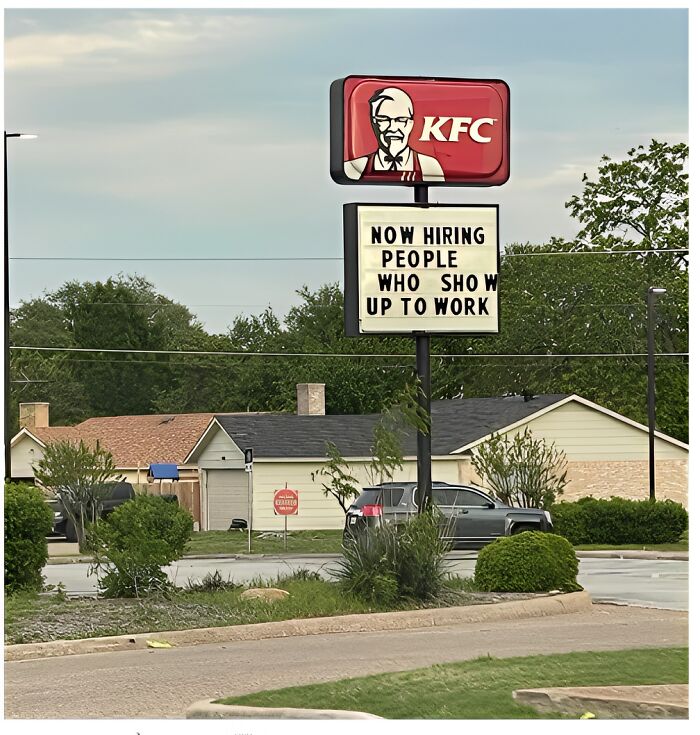 KFC
NOW HIRING
PEOPLE
WHO SHOW
UP TO WORK